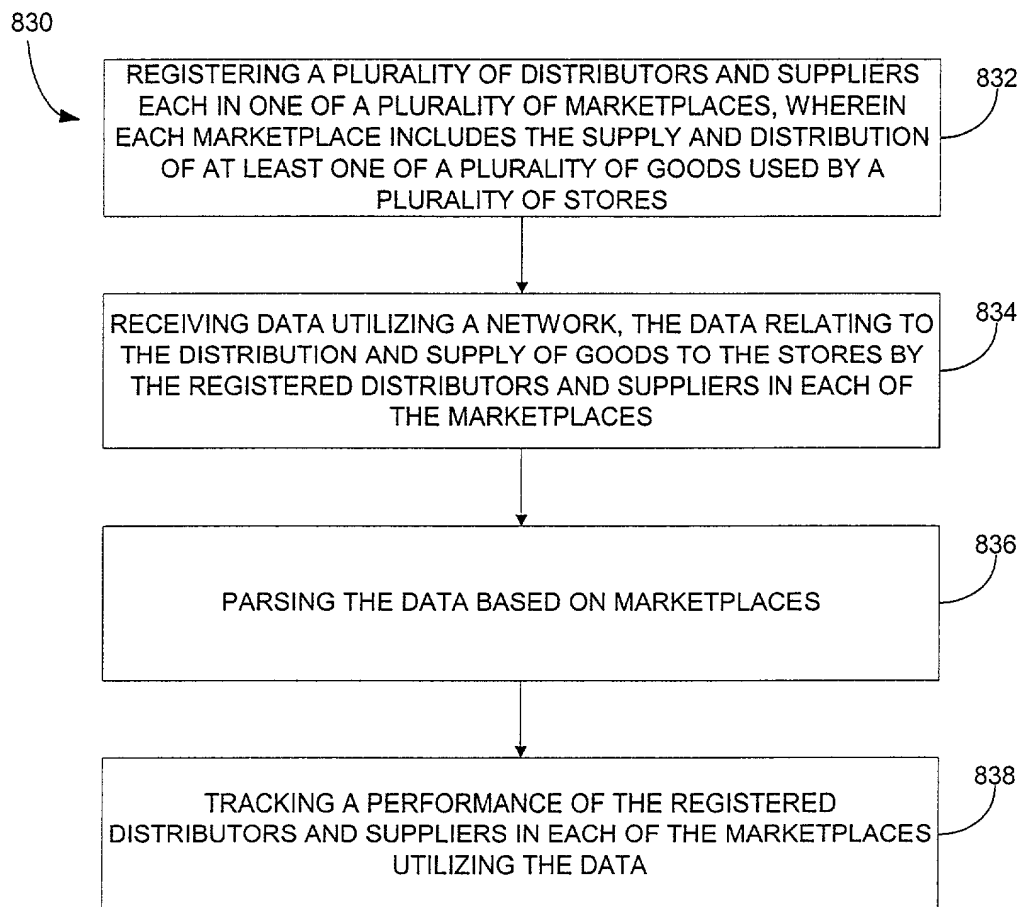 830
REGISTERING A PLURALITY OF DISTRIBUTORS AND SUPPLIERS
EACH IN ONE OF A PLURALITY OF MARKETPLACES, WHEREIN
EACH MARKETPLACE INCLUDES THE SUPPLY AND DISTRIBUTION
OF AT LEAST ONE OF A PLURALITY OF GOODS USED BY A
PLURALITY OF STORES
832
RECEIVING DATA UTILIZING A NETWORK, THE DATA RELATING TO
THE DISTRIBUTION AND SUPPLY OF GOODS TO THE STORES BY
THE REGISTERED DISTRIBUTORS AND SUPPLIERS IN EACH OF
THE MARKETPLACES
834
PARSING THE DATA BASED ON MARKETPLACES
836
TRACKING A PERFORMANCE OF THE REGISTERED
DISTRIBUTORS AND SUPPLIERS IN EACH OF THE MARKETPLACES
UTILIZING THE DATA
838